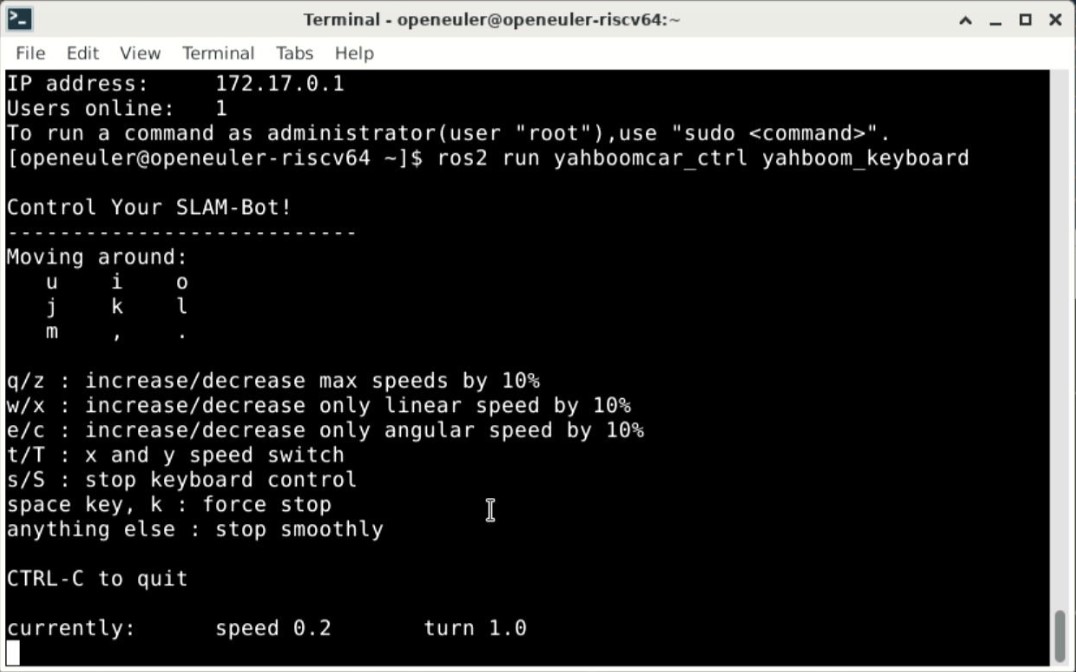 Terminal - openeuler@openeuler-riscv64:~
File Edit View Terminal Tabs Help
IP address:     172.17.0.1
Users online:   1
To run a command as administrator(user "root"),use "sudo <command>".
[openeuler@openeuler-riscv64 ~]$ ros2 run yahboomcar_ctrl yahboom_keyboard
Control Your SLAM-Bot!
---------------------------
Moving around:
   u    i    o
   j    k    l
   m    ,    .
q/z : increase/decrease max speeds by 10%
w/x : increase/decrease only linear speed by 10%
e/c : increase/decrease only angular speed by 10%
t/T : x and y speed switch
s/S : stop keyboard control
space key, k : force stop
anything else : stop smoothly
CTRL-C to quit
currently:      speed 0.2       turn 1.0